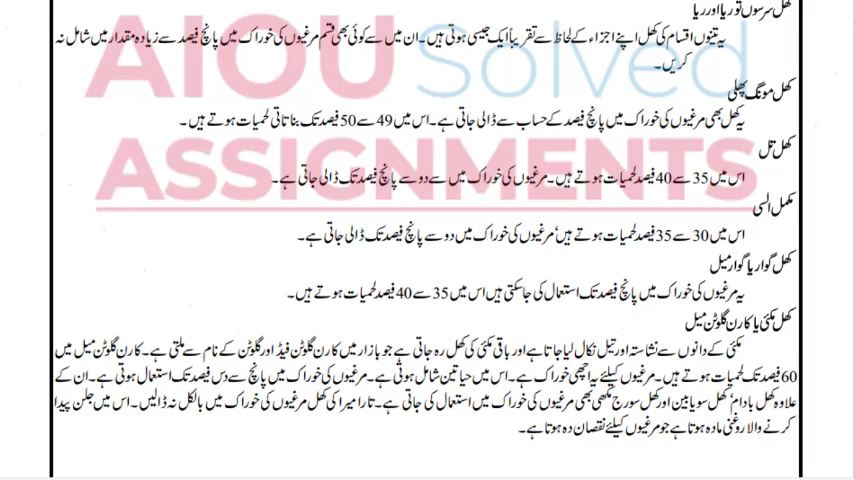 کھل سرسوں توریا اور رایا
یہ تینوں اقسام کی کھل اپنے اجزاء کے لحاظ سے تقریباً ایک جیسی ہوتی ہیں۔ ان میں سے کوئی بھی قسم مرغیوں کی خوراک میں پانچ فیصد سے زیادہ مقدار میں شامل نہ
کریں۔
کھل مونگ پھلی
یہ کھل بھی مرغیوں کی خوراک میں پانچ فیصد کے حساب سے ڈالی جاتی ہے۔ اس میں 49 سے 50 فیصد تک نباتاتی لحمیات ہوتے ہیں۔
کھل تل
اس میں 35 سے 40 فیصد لحمیات ہوتے ہیں۔ مرغیوں کی خوراک میں سے دو سے پانچ فیصد تک ڈالی جاتی ہے۔
مکمل السی
اس میں 30 سے 35 فیصد لحمیات ہوتے ہیں٬ مرغیوں کی خوراک میں دو سے پانچ فیصد تک ڈالی جاتی ہے۔
کھل گوار یا گوار میل
یہ مرغیوں کی خوراک میں پانچ فیصد تک استعمال کی جا سکتی ہیں اس میں 35 سے 40 فیصد لحمیات ہوتے ہیں۔
کھل مکئی یا کارن گلوٹن میل
مکئی کے دانوں سے نشاستہ اور تیل نکال لیا جاتا ہے اور باقی مکئی کی کھل رہ جاتی ہے جو بازار میں کارن گلوٹن فیڈ اور گلوٹن کے نام سے ملتی ہے۔ کارن گلوٹن میل میں
60 فیصد تک لحمیات ہوتے ہیں۔ مرغیوں کیلئے یہ اچھی خوراک ہے۔ اس میں حیاتین شامل ہوتی ہے۔ مرغیوں کی خوراک میں پانچ سے دس فیصد تک استعمال ہوتی ہے۔ ان کے
علاوہ کھل بادام٬ کھل سویابین اور کھل سورج مکھی بھی مرغیوں کی خوراک میں استعمال کی جاتی ہے۔ تارا میرا کی کھل مرغیوں کی خوراک میں بالکل نہ ڈالیں۔ اس میں جلن پیدا
کرنے والا روغنی مادہ ہوتا ہے جو مرغیوں کیلئے نقصان دہ ہوتا ہے۔
AIOU Solved
ASSIGNMENTS